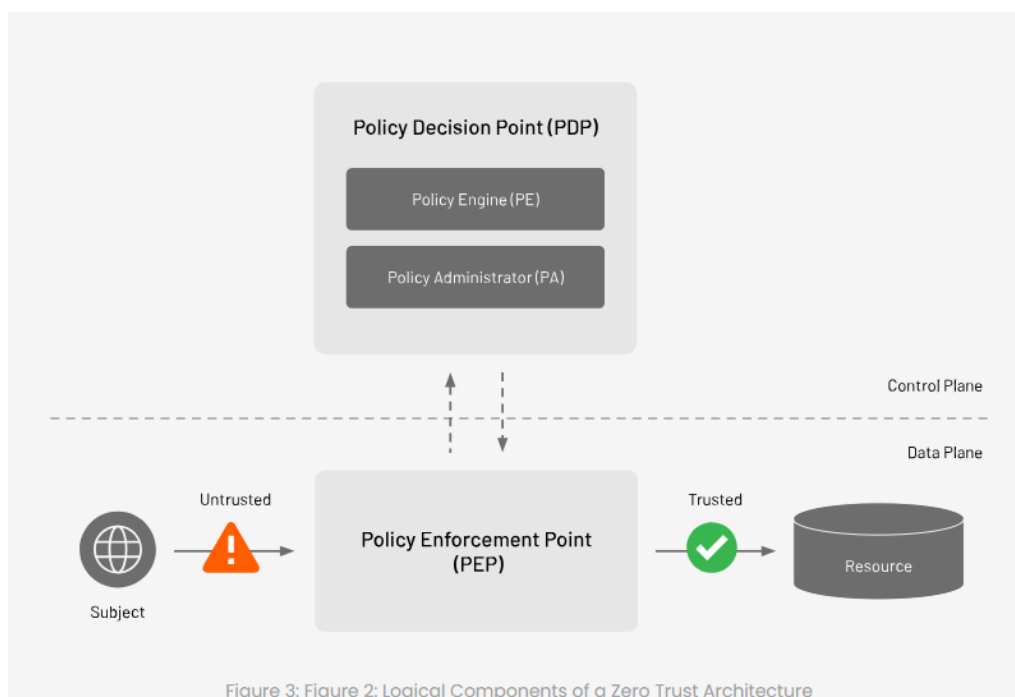 Policy Decision Point (PDP)
Policy Engine (PE)
Policy Administrator (PA)
Control Plane
Data Plane
Untrusted
Trusted
Policy Enforcement Point
(PEP)
Resource
Subject
Figure 3: Figure 2: Logical Components of a Zero Trust Architecture